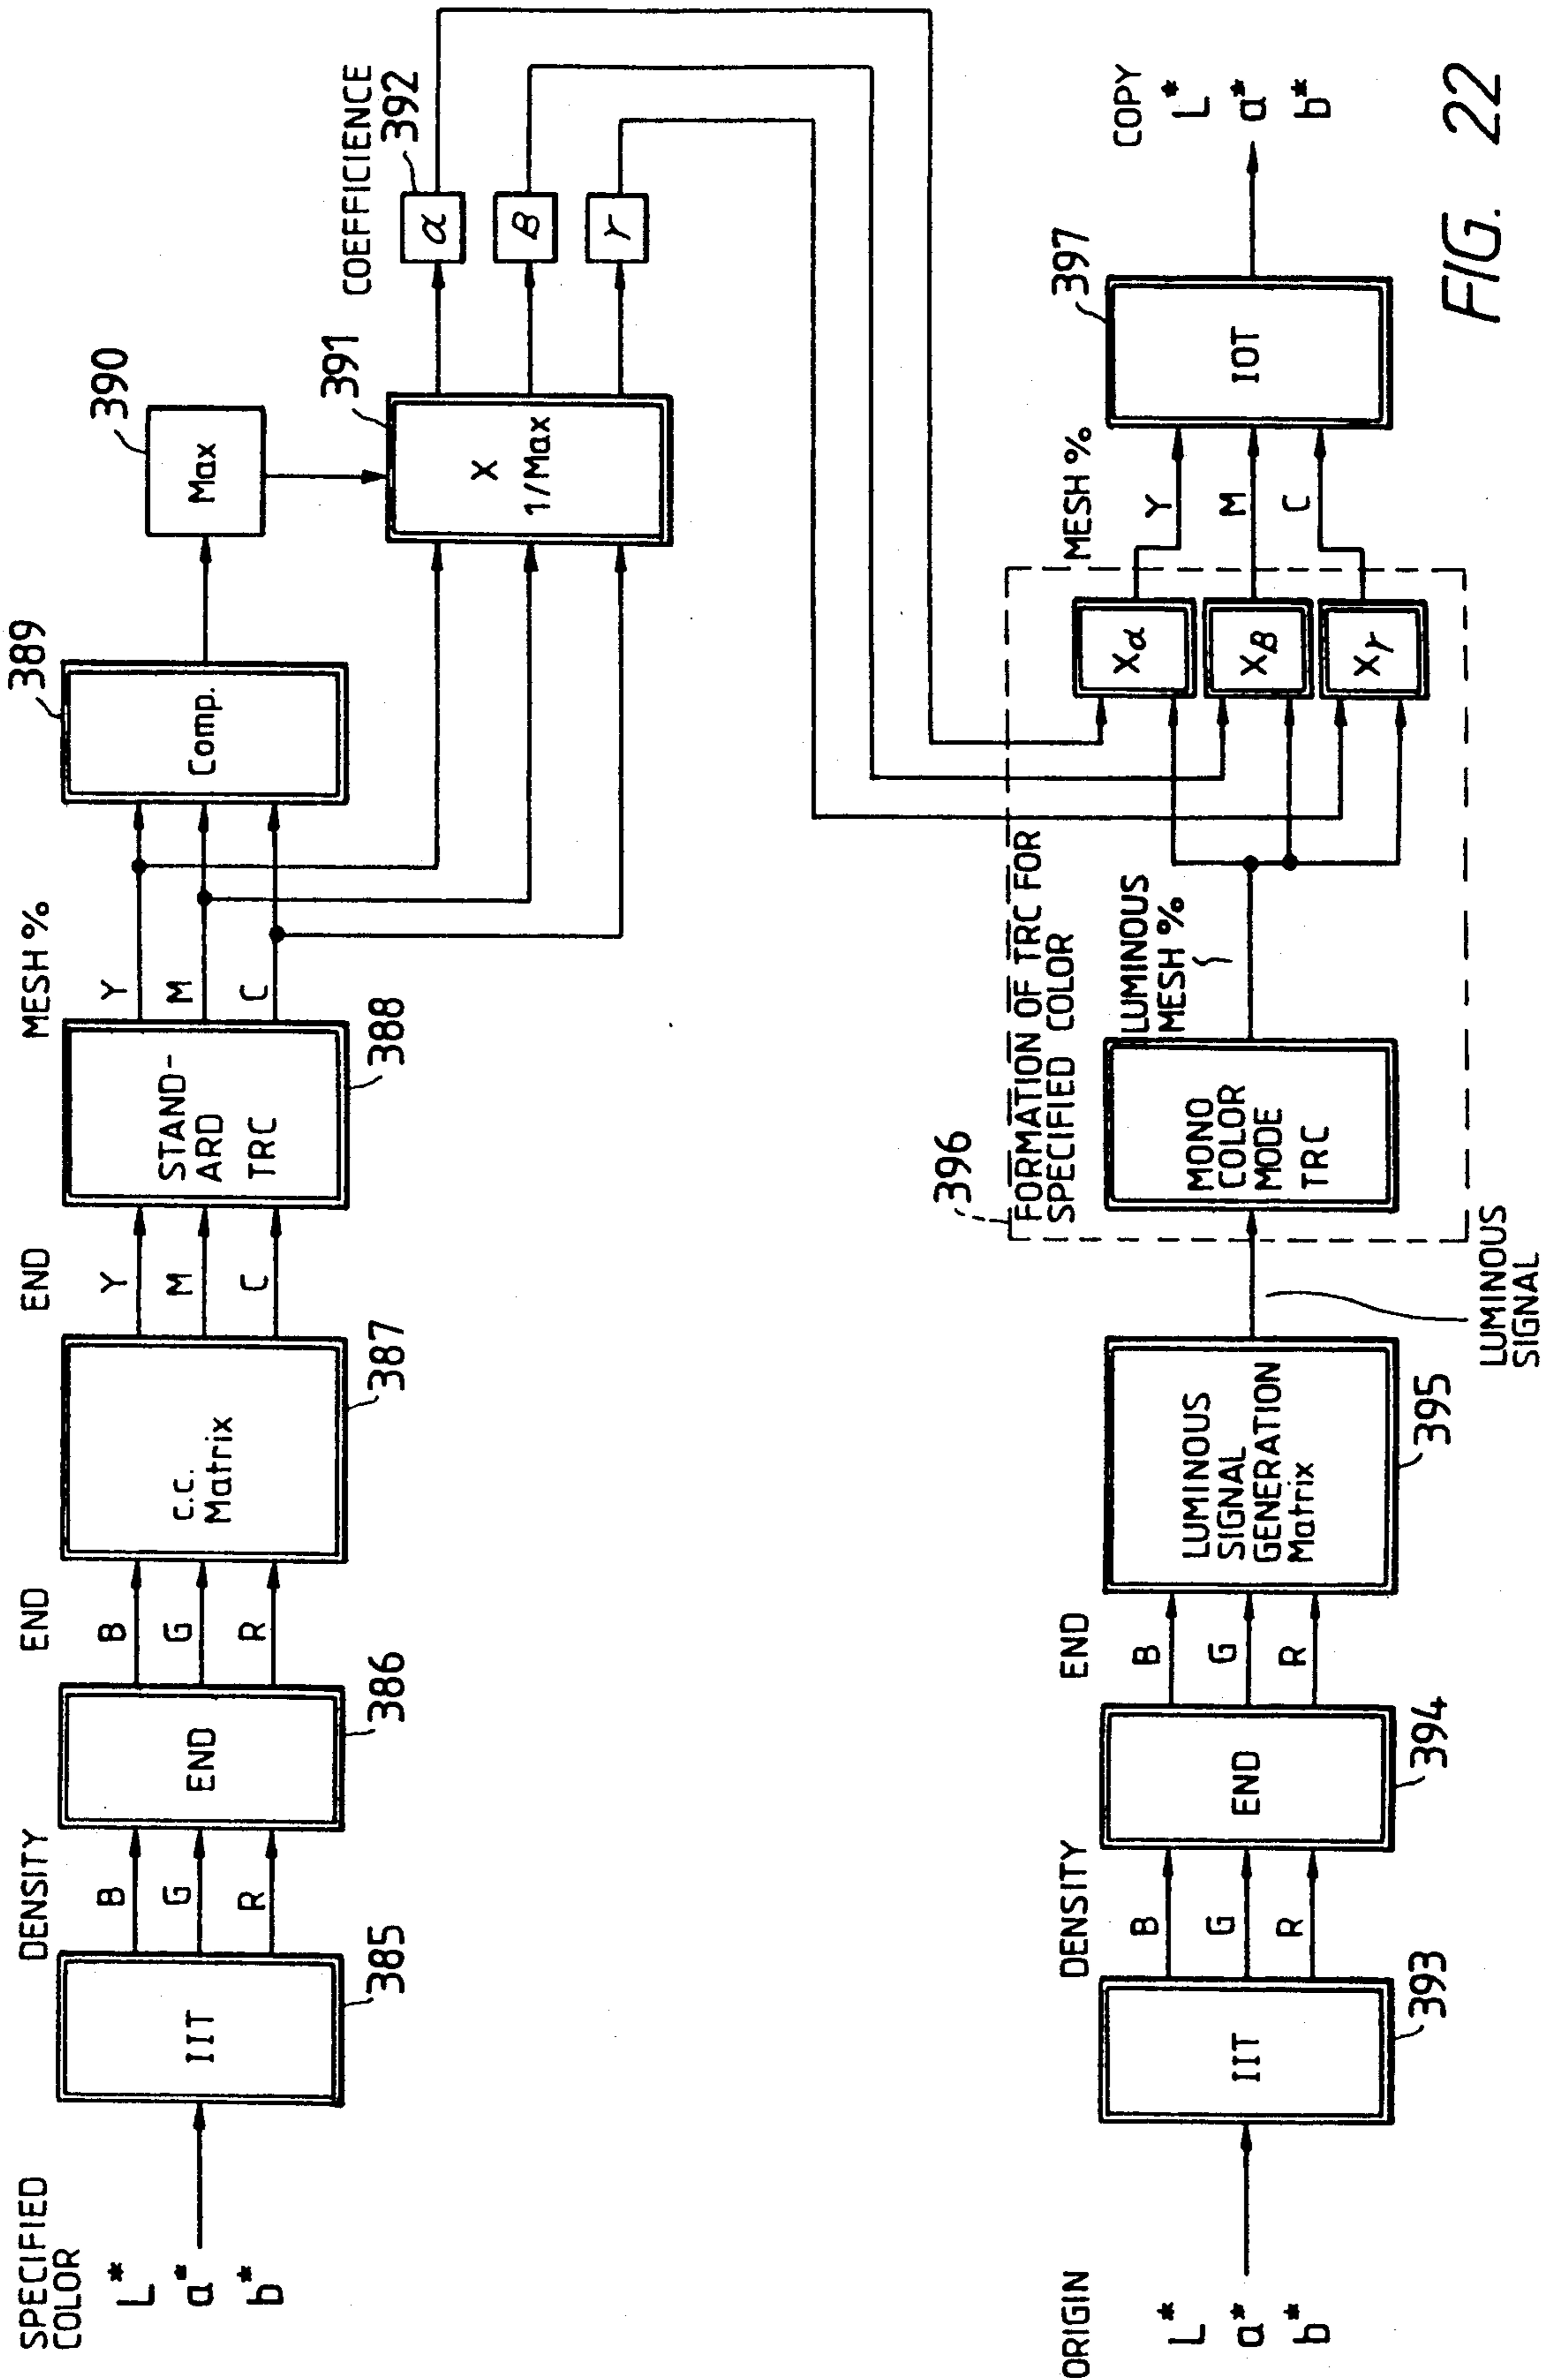 SPECIFIED
COLOR
L*
a*
b*
IIT
385
DENSITY
B
G
R
END
386
END
B
G
R
C.C.
Matrix
387
END
Y
M
C
STAND-
ARD
TRC
388
MESH %
Y
M
C
Comp.
389
Max
390
X
1/Max
391
COEFFICIENCE
392
α
β
γ
ORIGIN
L*
a*
b*
IIT
393
DENSITY
B
G
R
END
394
END
B
G
R
LUMINOUS
SIGNAL
GENERATION
Matrix
395
LUMINOUS
SIGNAL
396
FORMATION OF TRC FOR
SPECIFIED COLOR
MONO
COLOR
MODE
TRC
LUMINOUS
MESH %
Xα
Xβ
Xγ
MESH %
Y
M
C
IOT
397
COPY
L*
a*
b*
FIG. 22